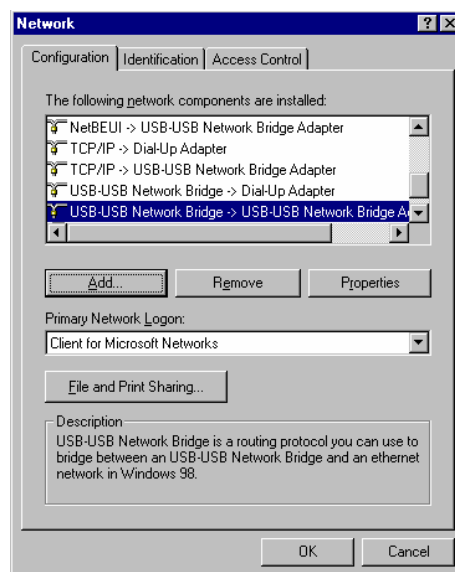 Network
Configuration Identification Access Control
The following network components are installed:
NetBEUI -> USB-USB Network Bridge Adapter
TCP/IP -> Dial-Up Adapter
TCP/IP -> USB-USB Network Bridge Adapter
USB-USB Network Bridge -> Dial-Up Adapter
USB-USB Network Bridge -> USB-USB Network Bridge A
Add... Remove Properties
Primary Network Logon:
Client for Microsoft Networks
File and Print Sharing...
Description
USB-USB Network Bridge is a routing protocol you can use to
bridge between an USB-USB Network Bridge and an ethernet
network in Windows 98.
OK Cancel